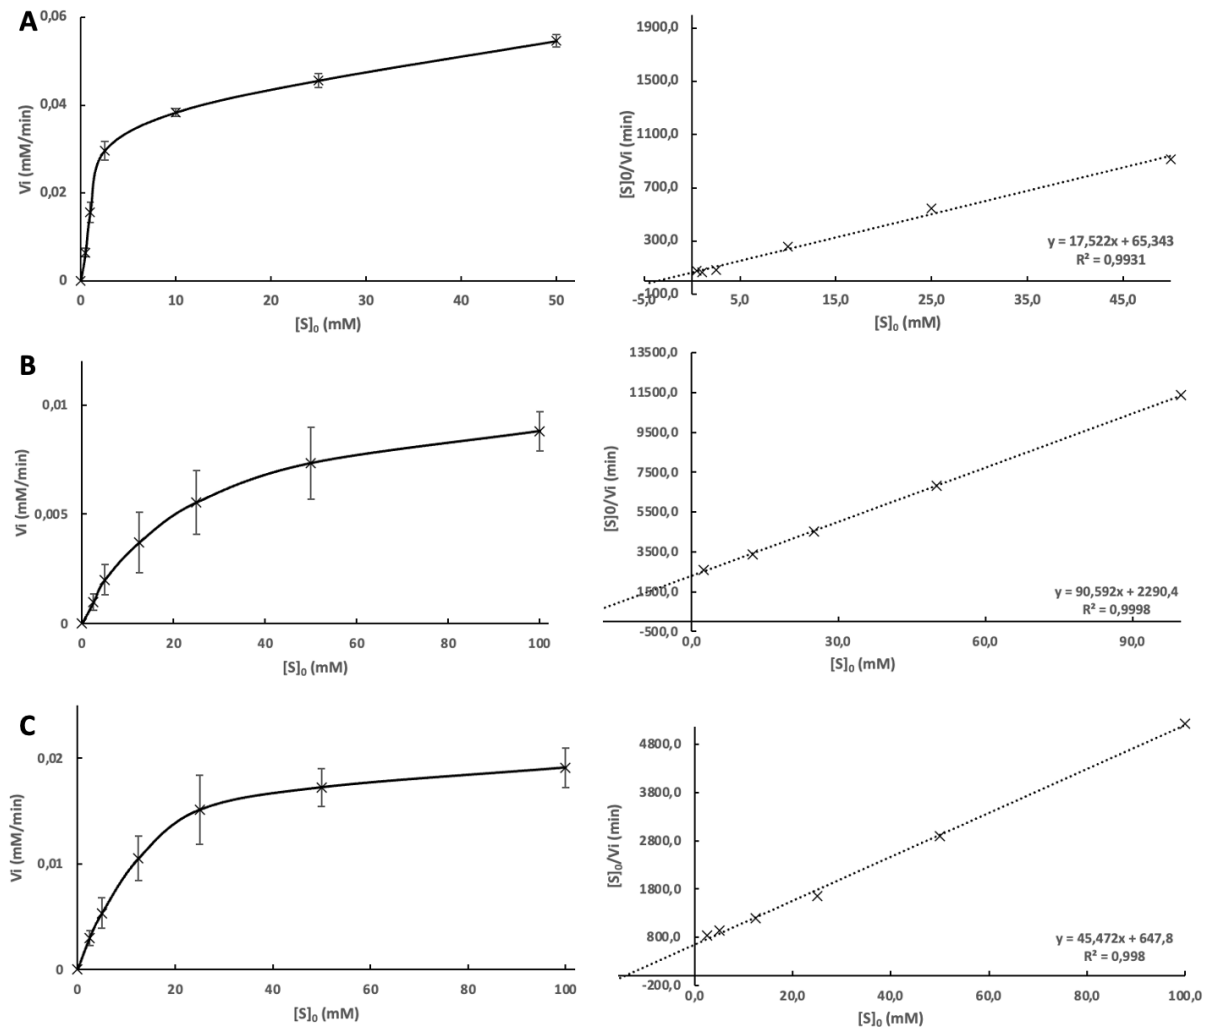 A
0,06
0,04
0,02
0
0 10 20 30 40 50
Vi (mM/min)
[S]₀ (mM)
1900,0
1500,0
1100,0
700,0
300,0
-100,0
-5,0 5,0 15,0 25,0 35,0 45,0
[S]0/Vi (min)
[S]₀ (mM)
y = 17,522x + 65,343
R² = 0,9931
B
0,01
0,005
0
0 20 40 60 80 100
Vi (mM/min)
[S]₀ (mM)
13500,0
11500,0
9500,0
7500,0
5500,0
3500,0
1500,0
-500,0
0,0 30,0 60,0 90,0
[S]0/Vi (min)
[S]₀ (mM)
y = 90,592x + 2290,4
R² = 0,9998
C
0,02
0,01
0
0 20 40 60 80 100
Vi (mM/min)
[S]₀ (mM)
4800,0
3800,0
2800,0
1800,0
800,0
-200,0
0,0 20,0 40,0 60,0 80,0 100,0
[S]₀/Vi (min)
[S]₀ (mM)
y = 45,472x + 647,8
R² = 0,998